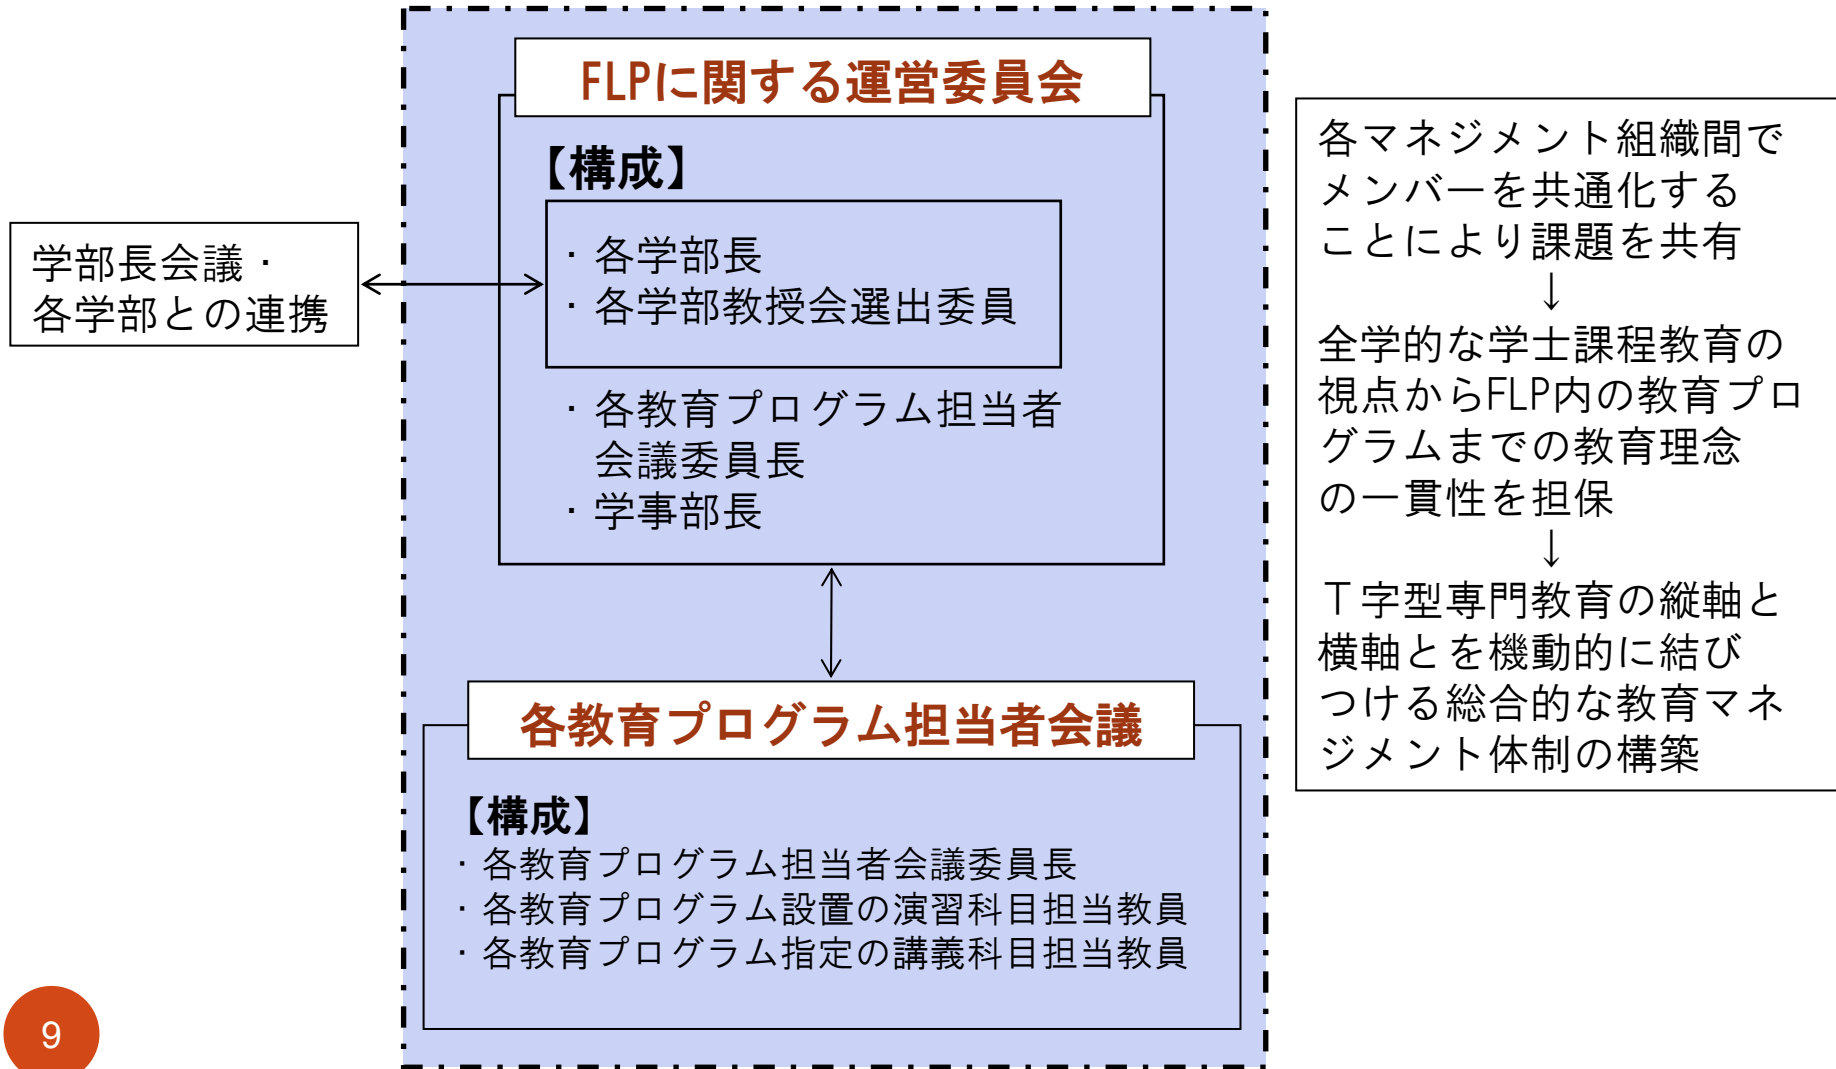 FLPに関する運営委員会
【構成】
・各学部長
・各学部教授会選出委員
・各教育プログラム担当者
会議委員長
・学事部長
学部長会議・
各学部との連携
各教育プログラム担当者会議
【構成】
・各教育プログラム担当者会議委員長
・各教育プログラム設置の演習科目担当教員
・各教育プログラム指定の講義科目担当教員
各マネジメント組織間で
メンバーを共通化する
ことにより課題を共有
↓
全学的な学士課程教育の
視点からFLP内の教育プロ
グラムまでの教育理念
の一貫性を担保
↓
T字型専門教育の縦軸と
横軸とを機動的に結び
つける総合的な教育マネ
ジメント体制の構築
9